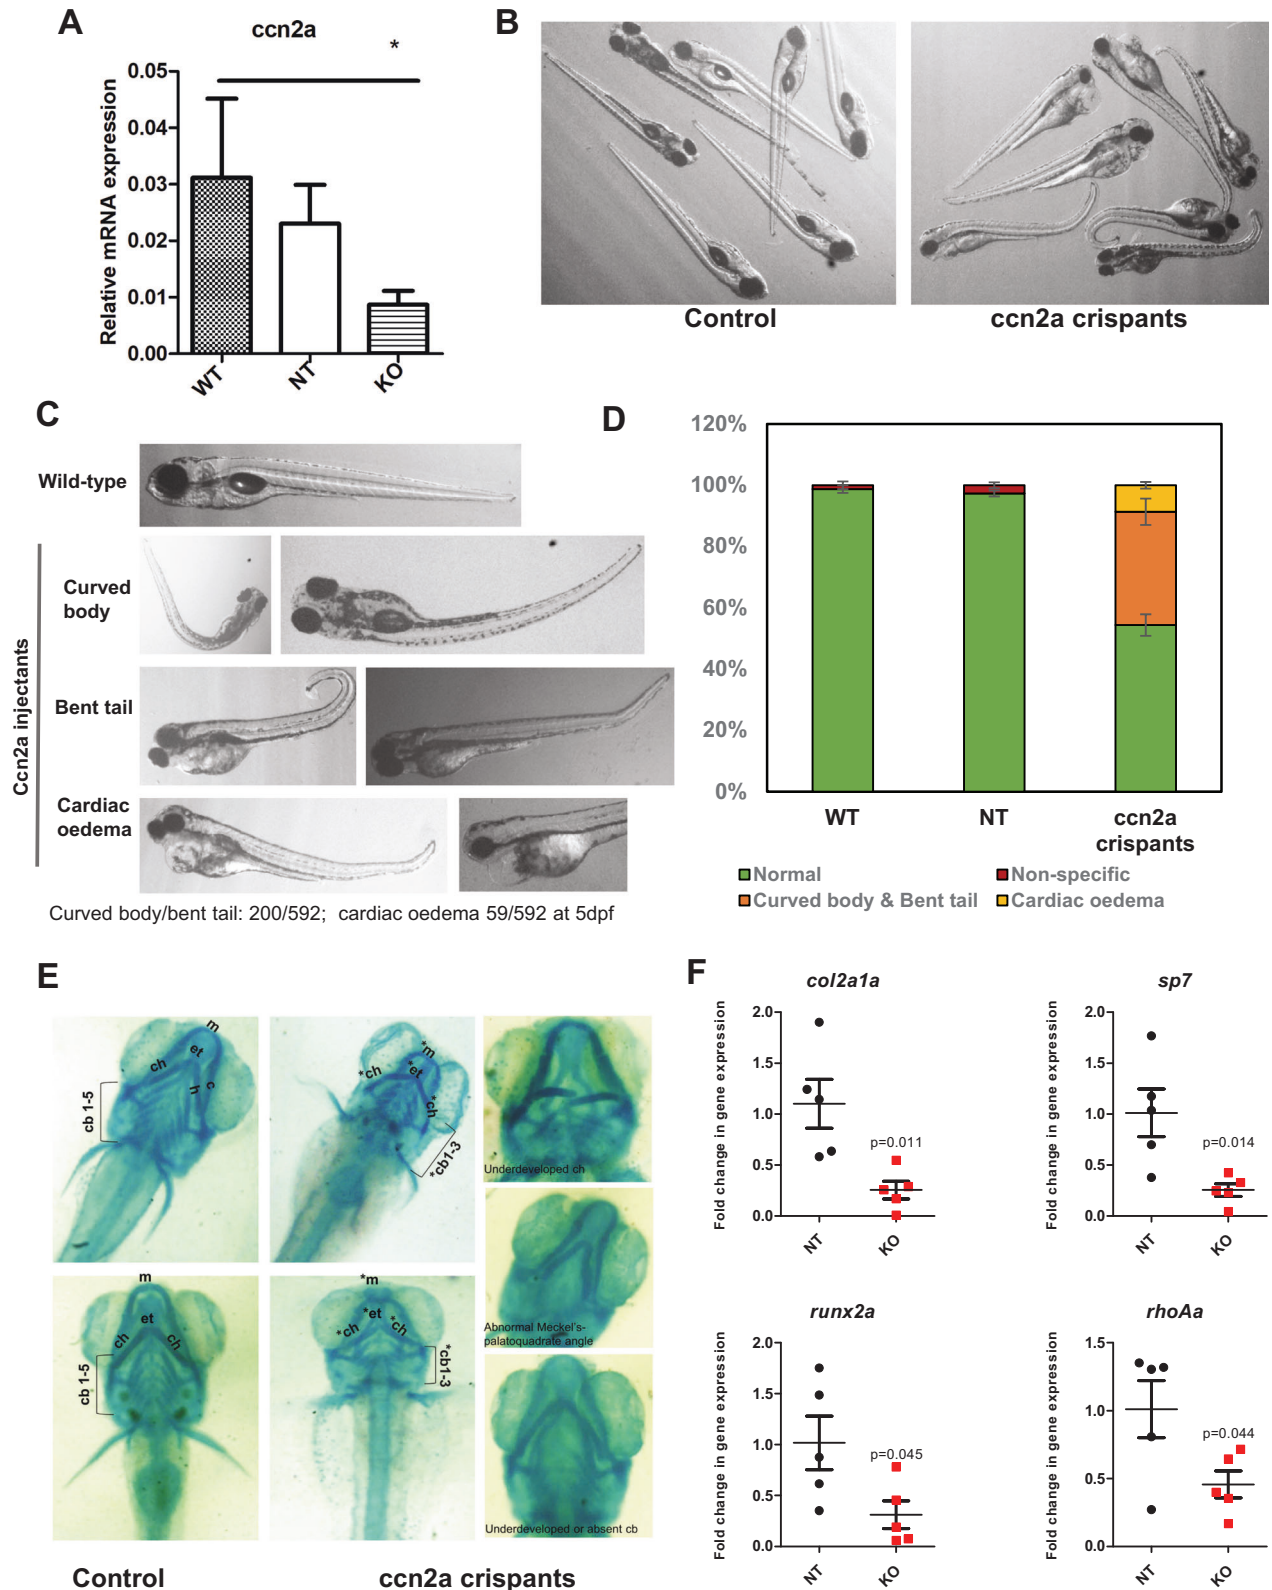 A
ccn2a
*
Relative mRNA expression
0.05
0.04
0.03
0.02
0.01
0.00
WT
NT
KO
B
Control
ccn2a crispants
C
Wild-type
Ccn2a injectants
Curved
body
Bent tail
Cardiac
oedema
Curved body/bent tail: 200/592; cardiac oedema 59/592 at 5dpf
D
120%
100%
80%
60%
40%
20%
0%
WT
NT
ccn2a
crispants
Normal
Non-specific
Curved body & Bent tail
Cardiac oedema
E
m
et
ch
c
h
cb 1-5
*m
*et
*ch
*ch
*cb1-3
Underdeveloped ch
Abnormal Meckel's-
palatoquadrate angle
m
et
ch
ch
cb 1-5
*m
*et
*ch
*ch
*cb1-3
Underdeveloped or absent cb
Control
ccn2a crispants
F
col2a1a
Fold change in gene expression
2.0
1.5
1.0
0.5
0.0
p=0.011
NT
KO
sp7
Fold change in gene expression
2.0
1.5
1.0
0.5
0.0
p=0.014
NT
KO
runx2a
Fold change in gene expression
2.0
1.5
1.0
0.5
0.0
p=0.045
NT
KO
rhoAa
Fold change in gene expression
1.5
1.0
0.5
0.0
p=0.044
NT
KO